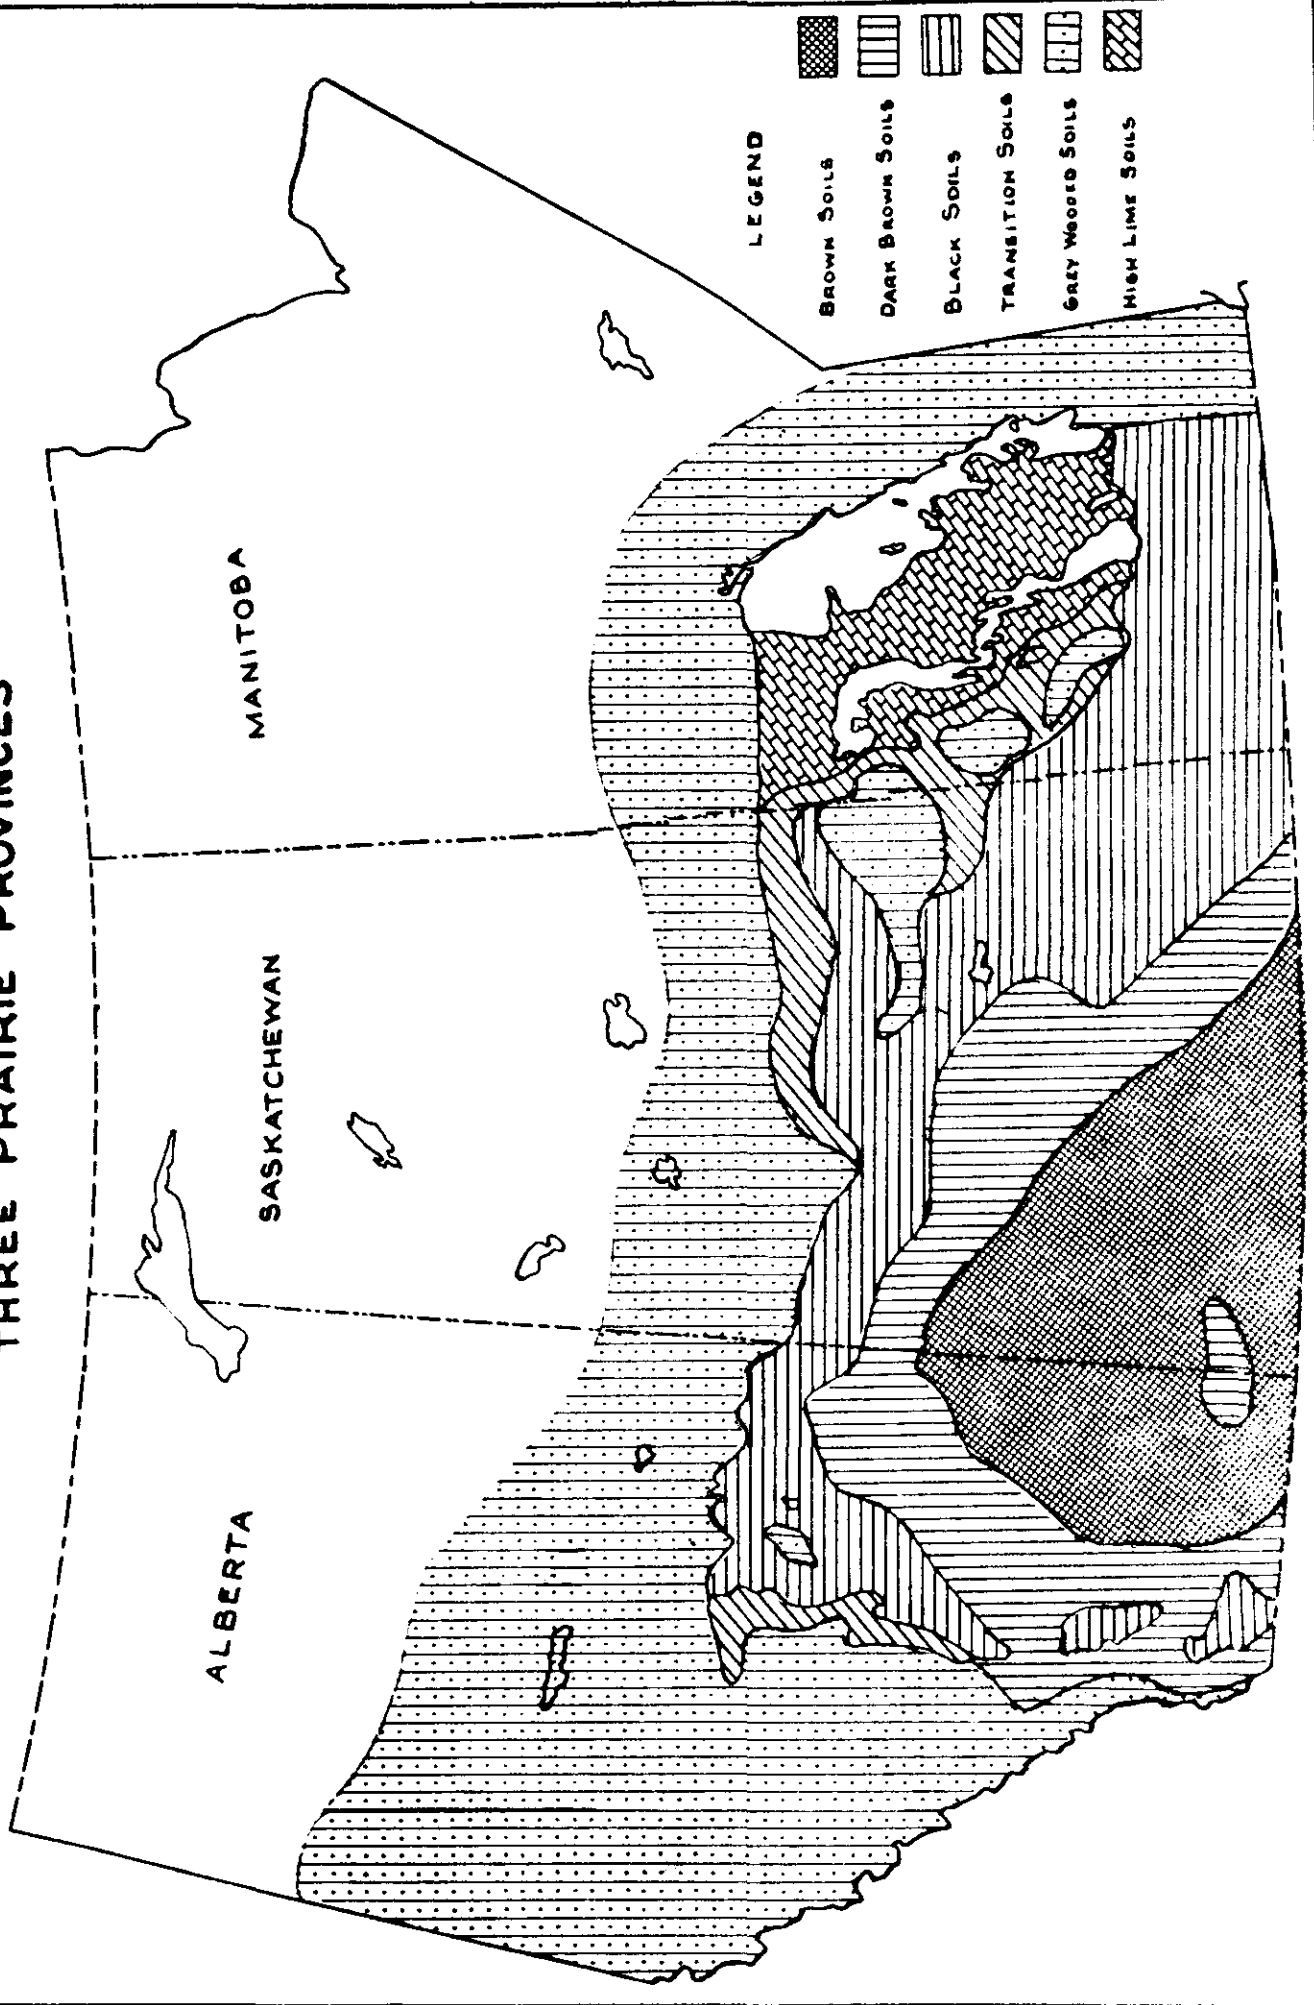 THREE PRAIRIE PROVINCES
ALBERTA
SASKATCHEWAN
MANITOBA
LEGEND
BROWN SOILS
DARK BROWN SOILS
BLACK SOILS
TRANSITION SOILS
GREY WOODED SOILS
HIGH LIME SOILS